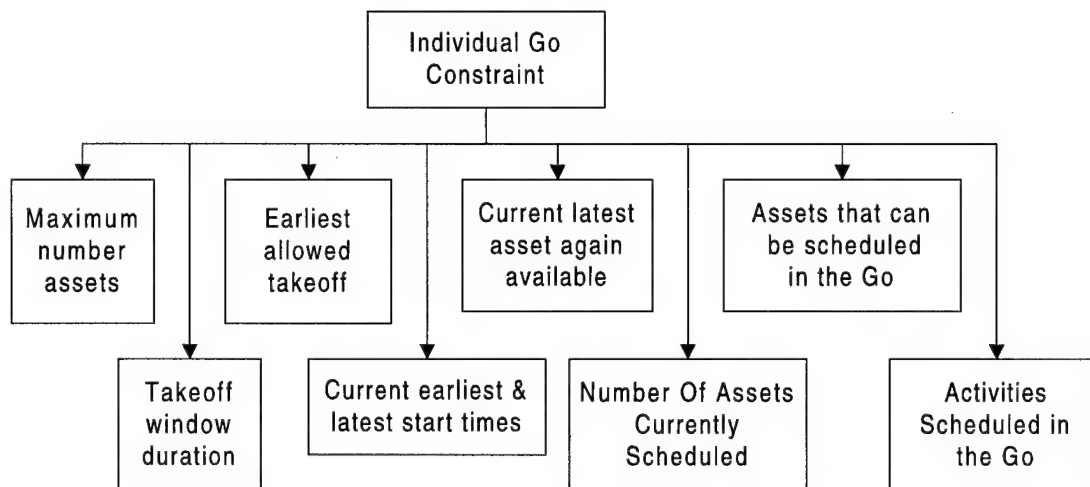 Individual Go
Constraint
Maximum
number
assets
Earliest
allowed
takeoff
Current latest
asset again
available
Assets that can
be scheduled
in the Go
Takeoff
window
duration
Current earliest &
latest start times
Number Of Assets
Currently
Scheduled
Activities
Scheduled in
the Go